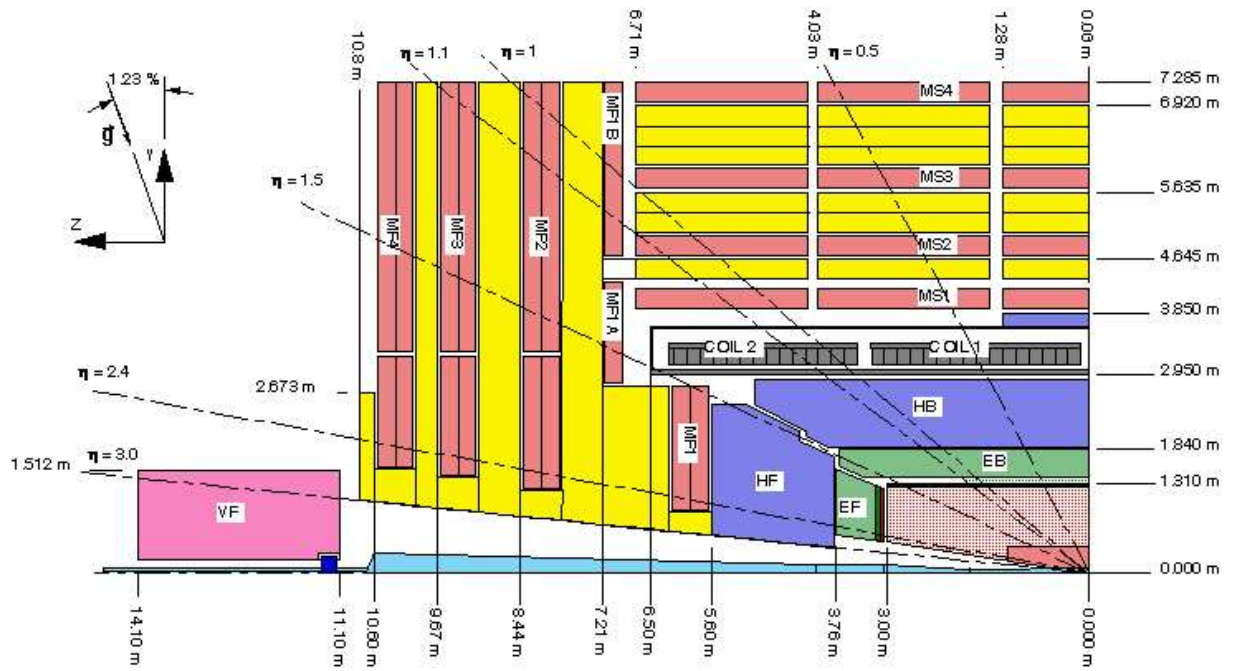 10.8 m
η = 1.1
η = 1
6.71 m
4.03 m
η = 0.5
1.28 m
0.08 m
1.23 %
g
Y
Z
η = 1.5
MF4
MF3
MF2
MF1 B
MF1 A
MS4
MS3
MS2
MS1
7.285 m
6.920 m
5.635 m
4.645 m
3.850 m
COIL 2
COIL 1
2.950 m
η = 2.4
2.673 m
HB
MF1
1.840 m
1.512 m
η = 3.0
EB
1.310 m
VF
HF
EF
0.000 m
14.10 m
11.10 m
10.60 m
9.67 m
8.44 m
7.21 m
6.50 m
5.60 m
3.76 m
3.00 m
0.000 m